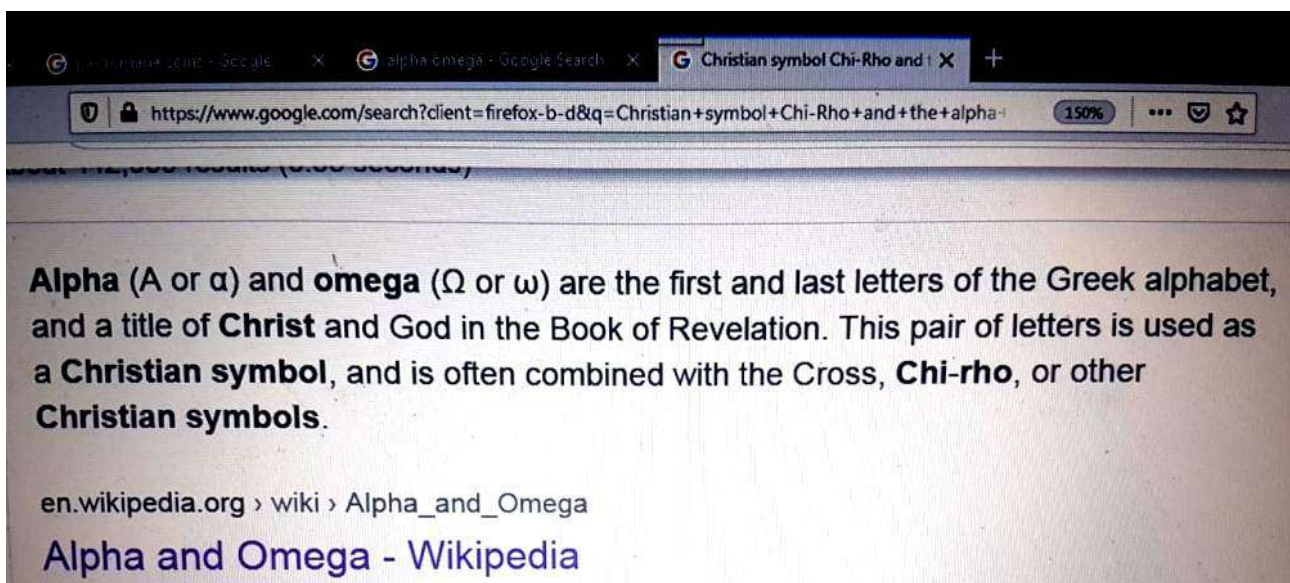 alpha omega - Google Search
Christian symbol Chi-Rho and t
https://www.google.com/search?client=firefox-b-d&q=Christian+symbol+Chi-Rho+and+the+alpha-
150%
Alpha (A or α) and omega (Ω or ω) are the first and last letters of the Greek alphabet,
and a title of Christ and God in the Book of Revelation. This pair of letters is used as
a Christian symbol, and is often combined with the Cross, Chi-rho, or other
Christian symbols.
en.wikipedia.org › wiki › Alpha_and_Omega
Alpha and Omega - Wikipedia